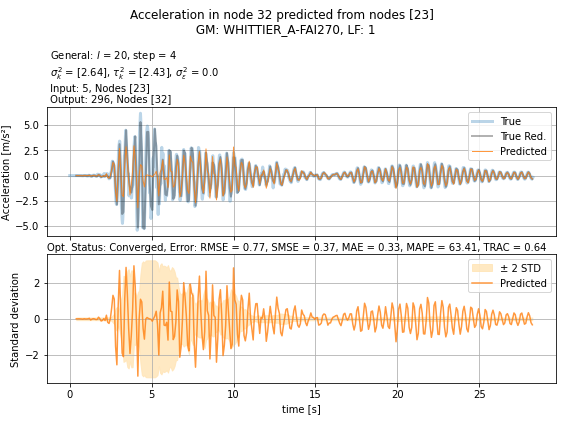 Acceleration in node 32 predicted from nodes [23]
GM: WHITTIER_A-FAI270, LF: 1
General: l = 20, step = 4
σ²ₖ = [2.64], τ²ₖ = [2.43], σ²ε = 0.0
Input: 5, Nodes [23]
Output: 296, Nodes [32]
Acceleration [m/s²]
5.0
2.5
0.0
−2.5
−5.0
True
True Red.
Predicted
Opt. Status: Converged, Error: RMSE = 0.77, SMSE = 0.37, MAE = 0.33, MAPE = 63.41, TRAC = 0.64
Standard deviation
2
0
−2
± 2 STD
Predicted
0 5 10 15 20 25
time [s]